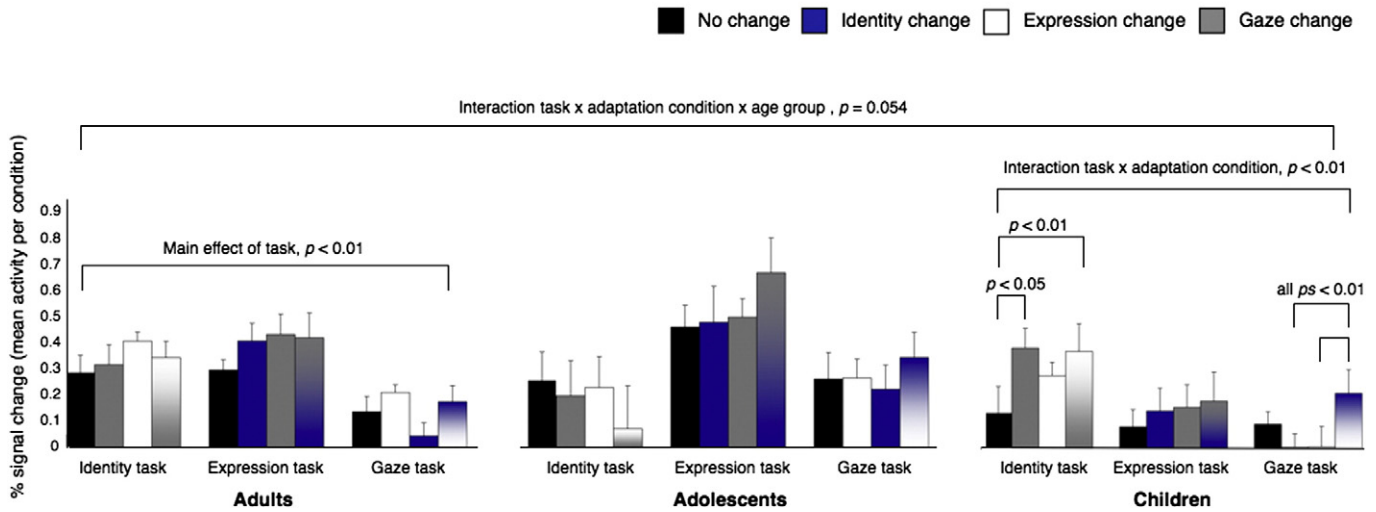 No change Identity change Expression change Gaze change
Interaction task x adaptation condition x age group , p = 0.054
Interaction task x adaptation condition, p < 0.01
% signal change (mean activity per condition)
0.9
0.8
0.7
0.6
0.5
0.4
0.3
0.2
0.1
0
Main effect of task, p < 0.01
p < 0.01
p < 0.05
all ps < 0.01
Identity task Expression task Gaze task Identity task Expression task Gaze task Identity task Expression task Gaze task
Adults Adolescents Children